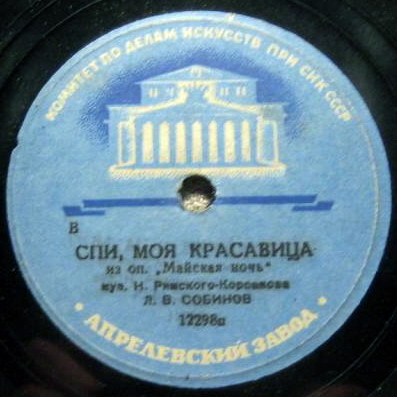 КОМИТЕТ ПО ДЕЛАМ ИСКУССТВ ПРИ СНК СССР
В
СПИ, МОЯ КРАСАВИЦА
из оп. „Майская ночь"
муз. Н. Римского-Корсакова
Л. В. СОБИНОВ
12298а
• АПРЕЛЕВСКИЙ ЗАВОД •